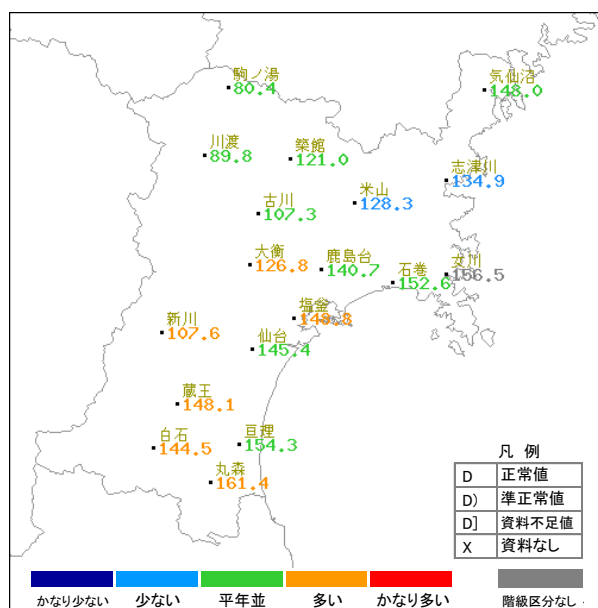 駒ノ湯
80.4
気仙沼
148.0
川渡
89.8
築館
121.0
志津川
134.9
米山
128.3
古川
107.3
大衡
126.8
鹿島台
140.7
石巻
152.6
女川
156.5
塩釜
新川
107.6
仙台
145.4
蔵王
148.1
白石
144.5
亘理
154.3
丸森
161.4
凡 例
D 正常値
D) 準正常値
D] 資料不足値
X 資料なし
かなり少ない 少ない 平年並 多い かなり多い 階級区分なし